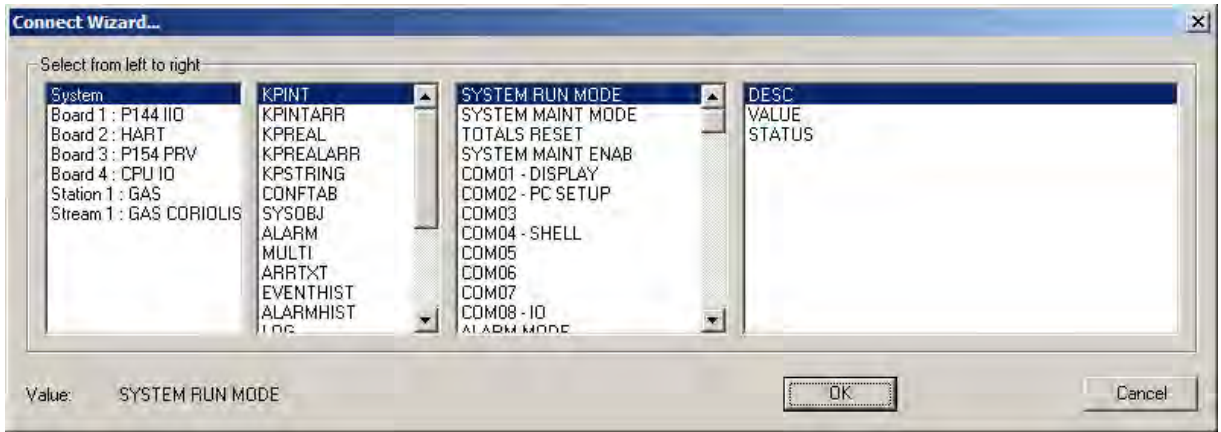 Connect Wizard...
Select from left to right
System
Board 1 : P144 IIO
Board 2 : HART
Board 3 : P154 PRV
Board 4 : CPU IO
Station 1 : GAS
Stream 1 : GAS CORIOLIS
KPINT
KPINTARR
KPREAL
KPREALARR
KPSTRING
CONFTAB
SYSOBJ
ALARM
MULTI
ARRTXT
EVENTHIST
ALARMHIST
LOG
SYSTEM RUN MODE
SYSTEM MAINT MODE
TOTALS RESET
SYSTEM MAINT ENAB
COM01 - DISPLAY
COM02 - PC SETUP
COM03
COM04 - SHELL
COM05
COM06
COM07
COM08 - IO
ALARM MODE
DESC
VALUE
STATUS
Value: SYSTEM RUN MODE
OK
Cancel